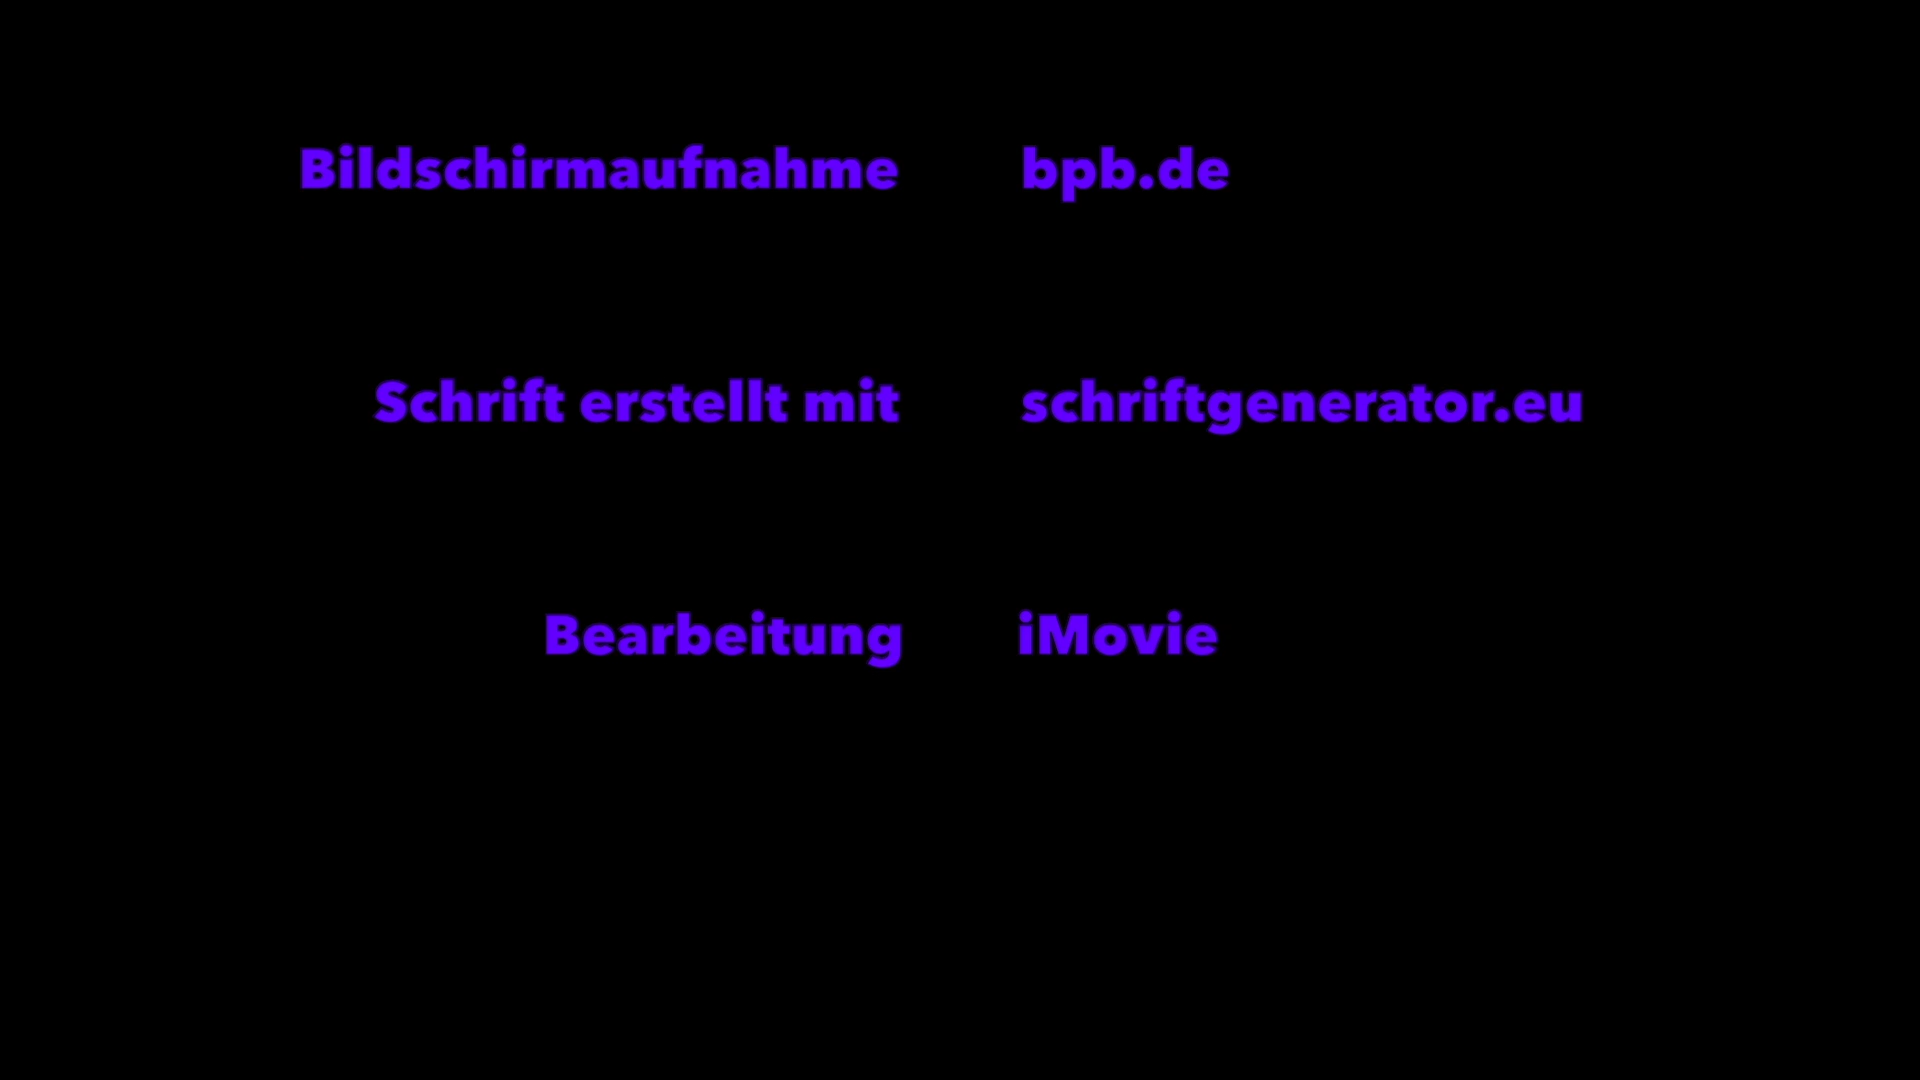 Bildschirmaufnahme bpb.de
Schrift erstellt mit schriftgenerator.eu
Bearbeitung iMovie